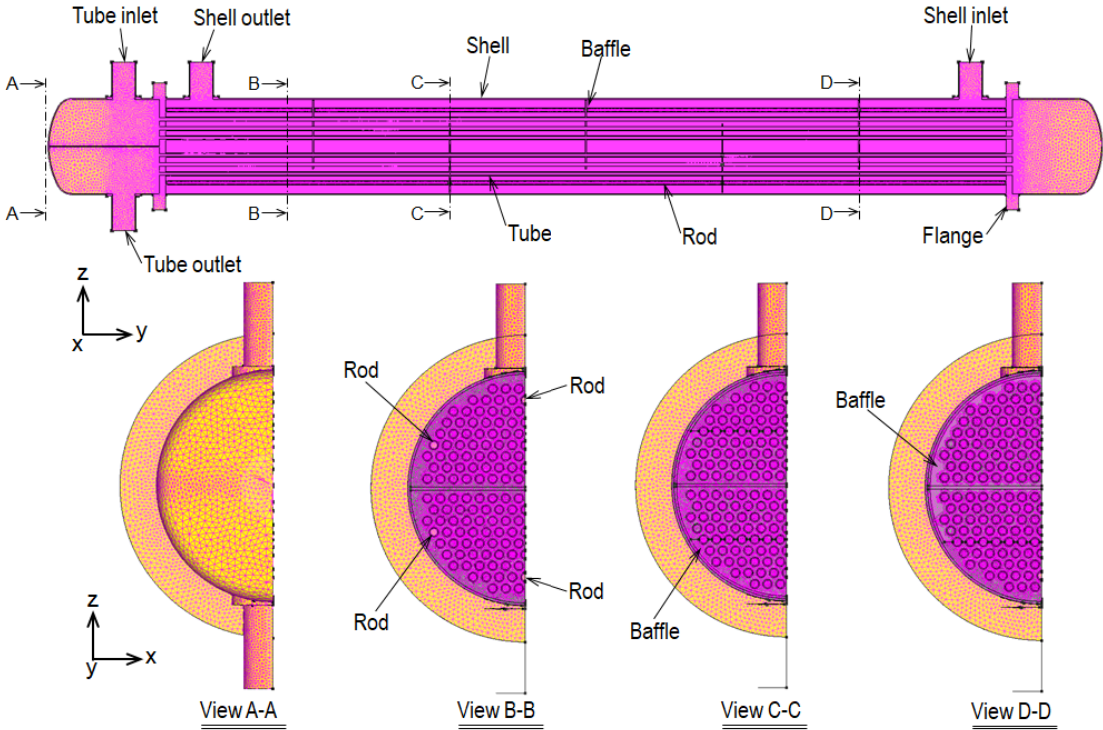 Tube inlet
Shell outlet
Shell inlet
Shell
Baffle
A
B
C
D
A
B
C
D
Tube
Rod
Flange
Tube outlet
z
y
x
Rod
Rod
Baffle
Rod
Rod
Baffle
z
x
y
View A-A
View B-B
View C-C
View D-D